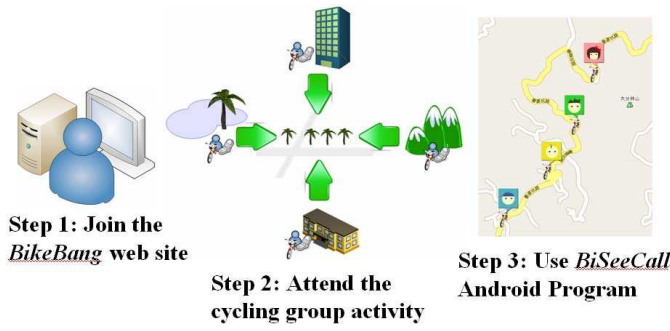 Step 1: Join the
BikeBang web site
Step 2: Attend the
cycling group activity
Step 3: Use BiSeeCall
Android Program